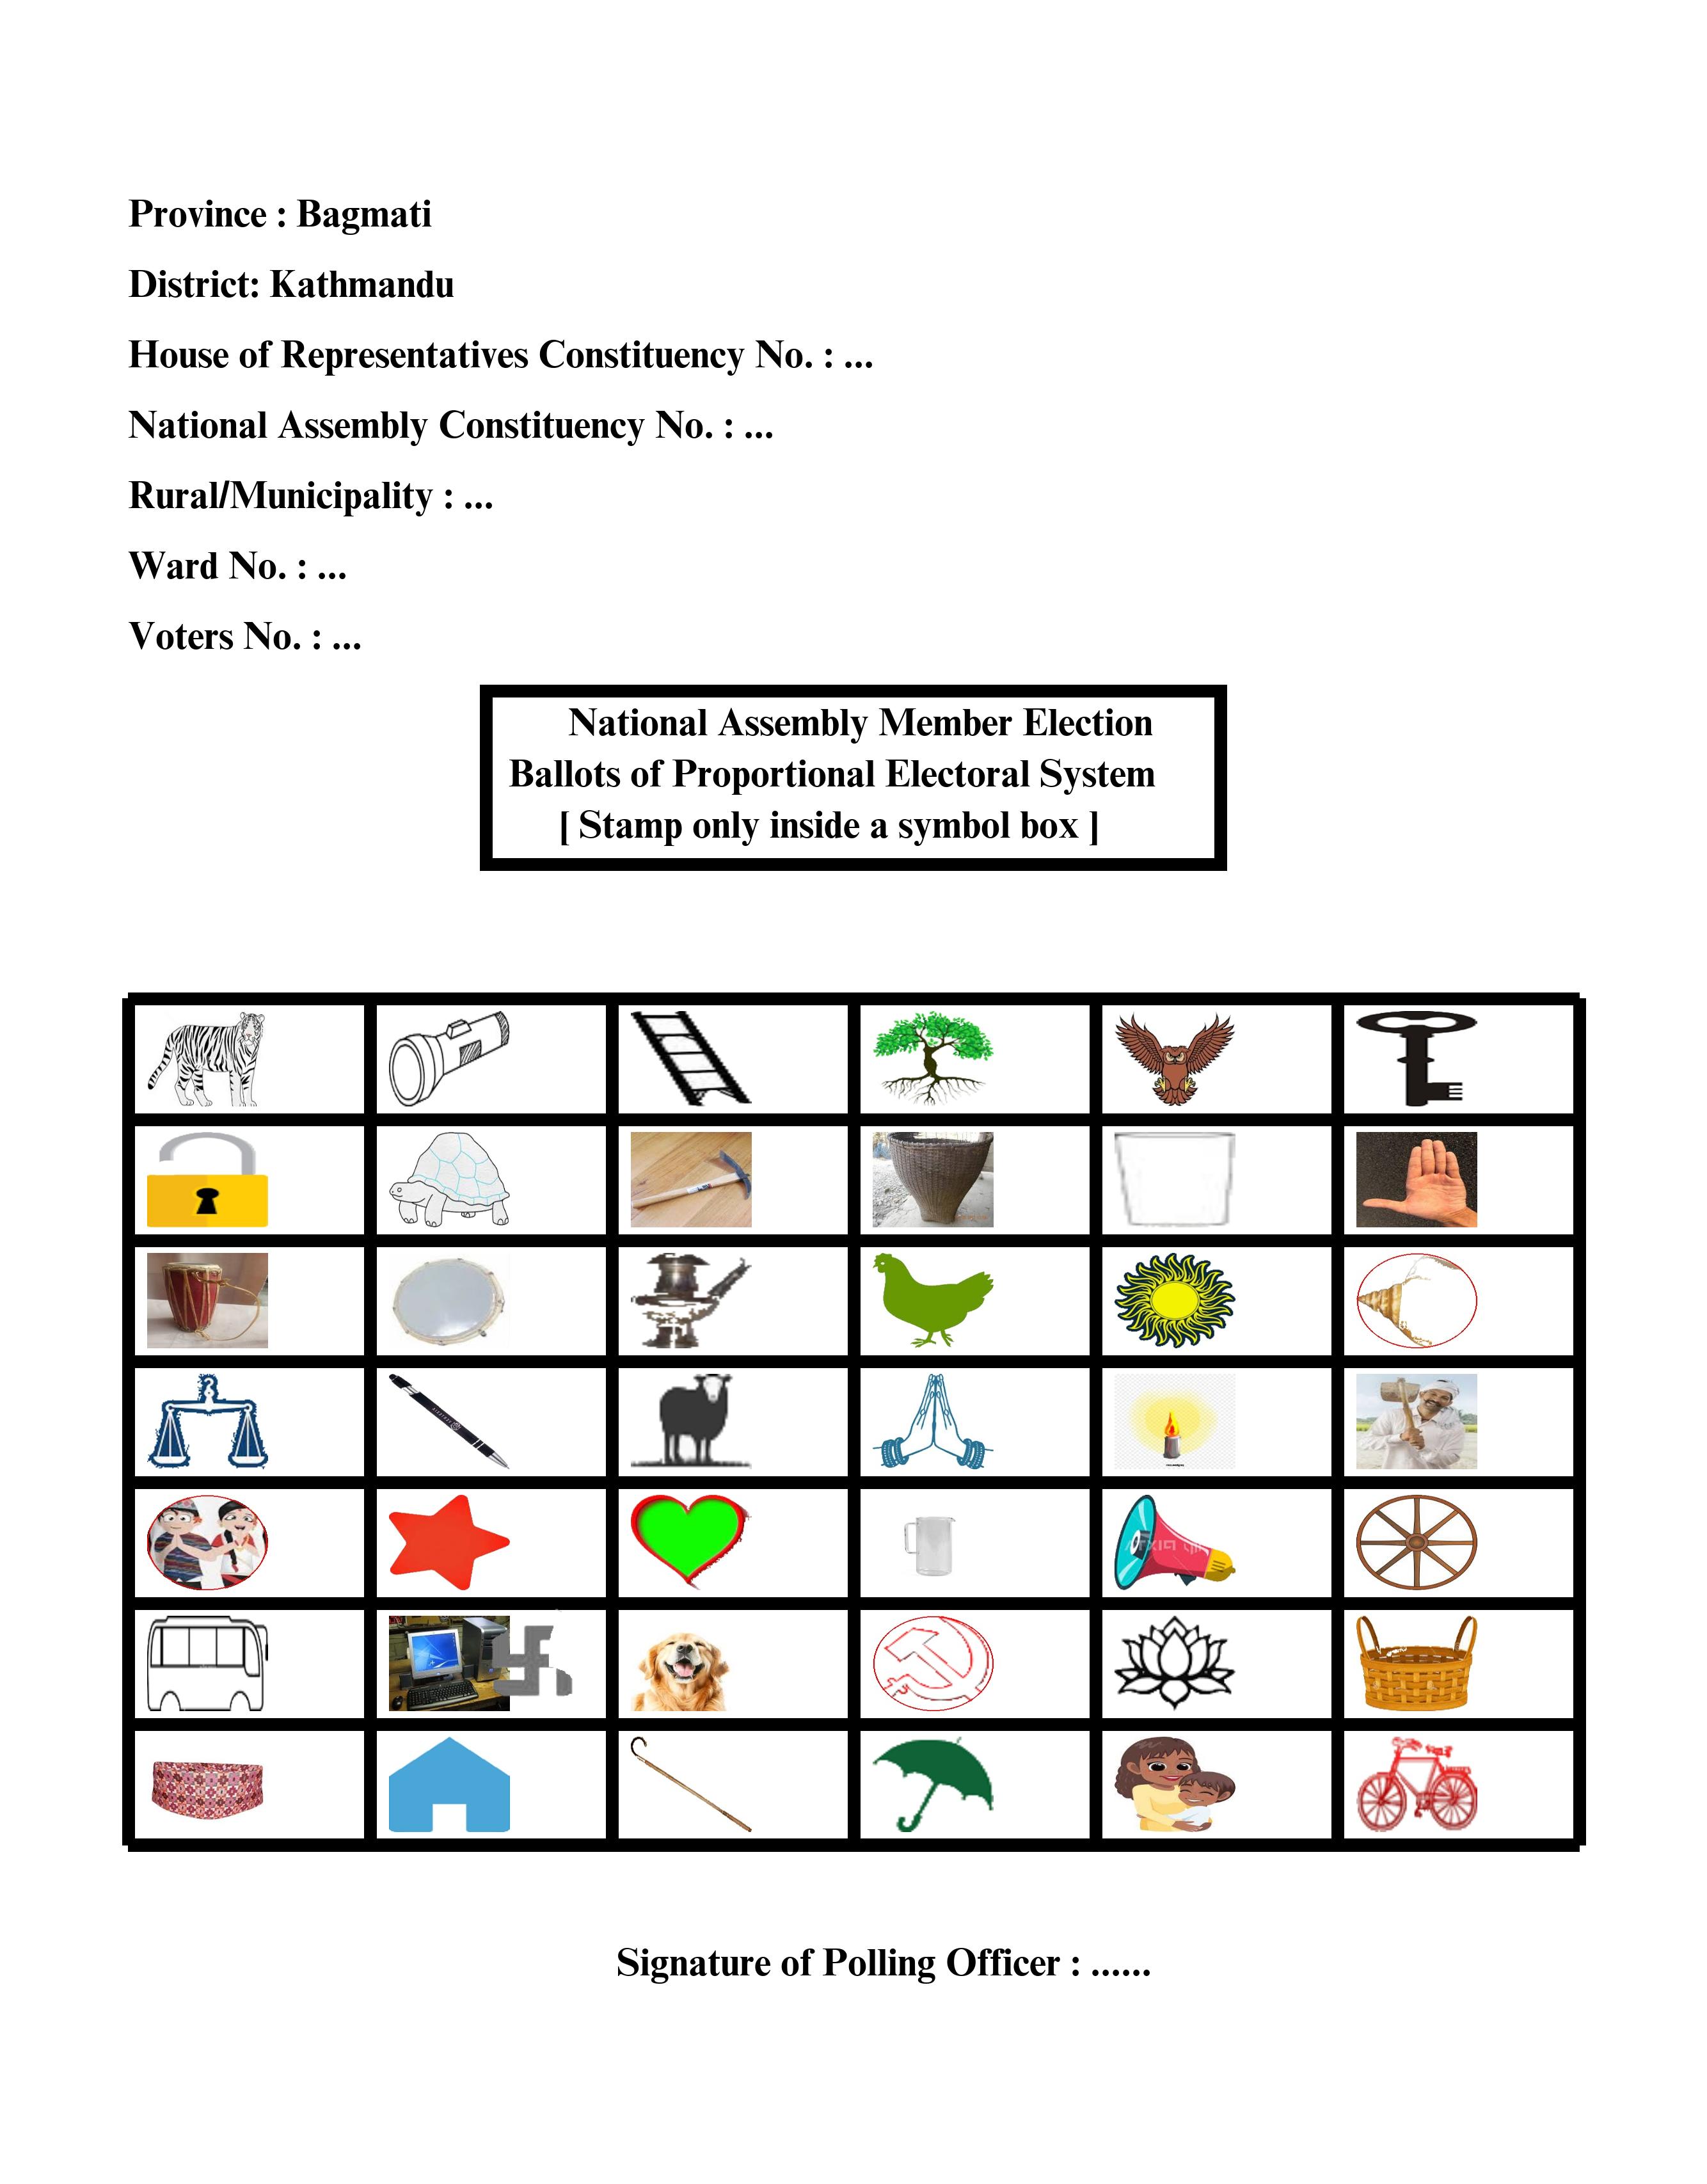 Province : Bagmati
District: Kathmandu
House of Representatives Constituency No. : ...
National Assembly Constituency No. : ...
Rural/Municipality : ...
Ward No. : ...
Voters No. : ...
National Assembly Member Election
Ballots of Proportional Electoral System
[ Stamp only inside a symbol box ]
Signature of Polling Officer : ......